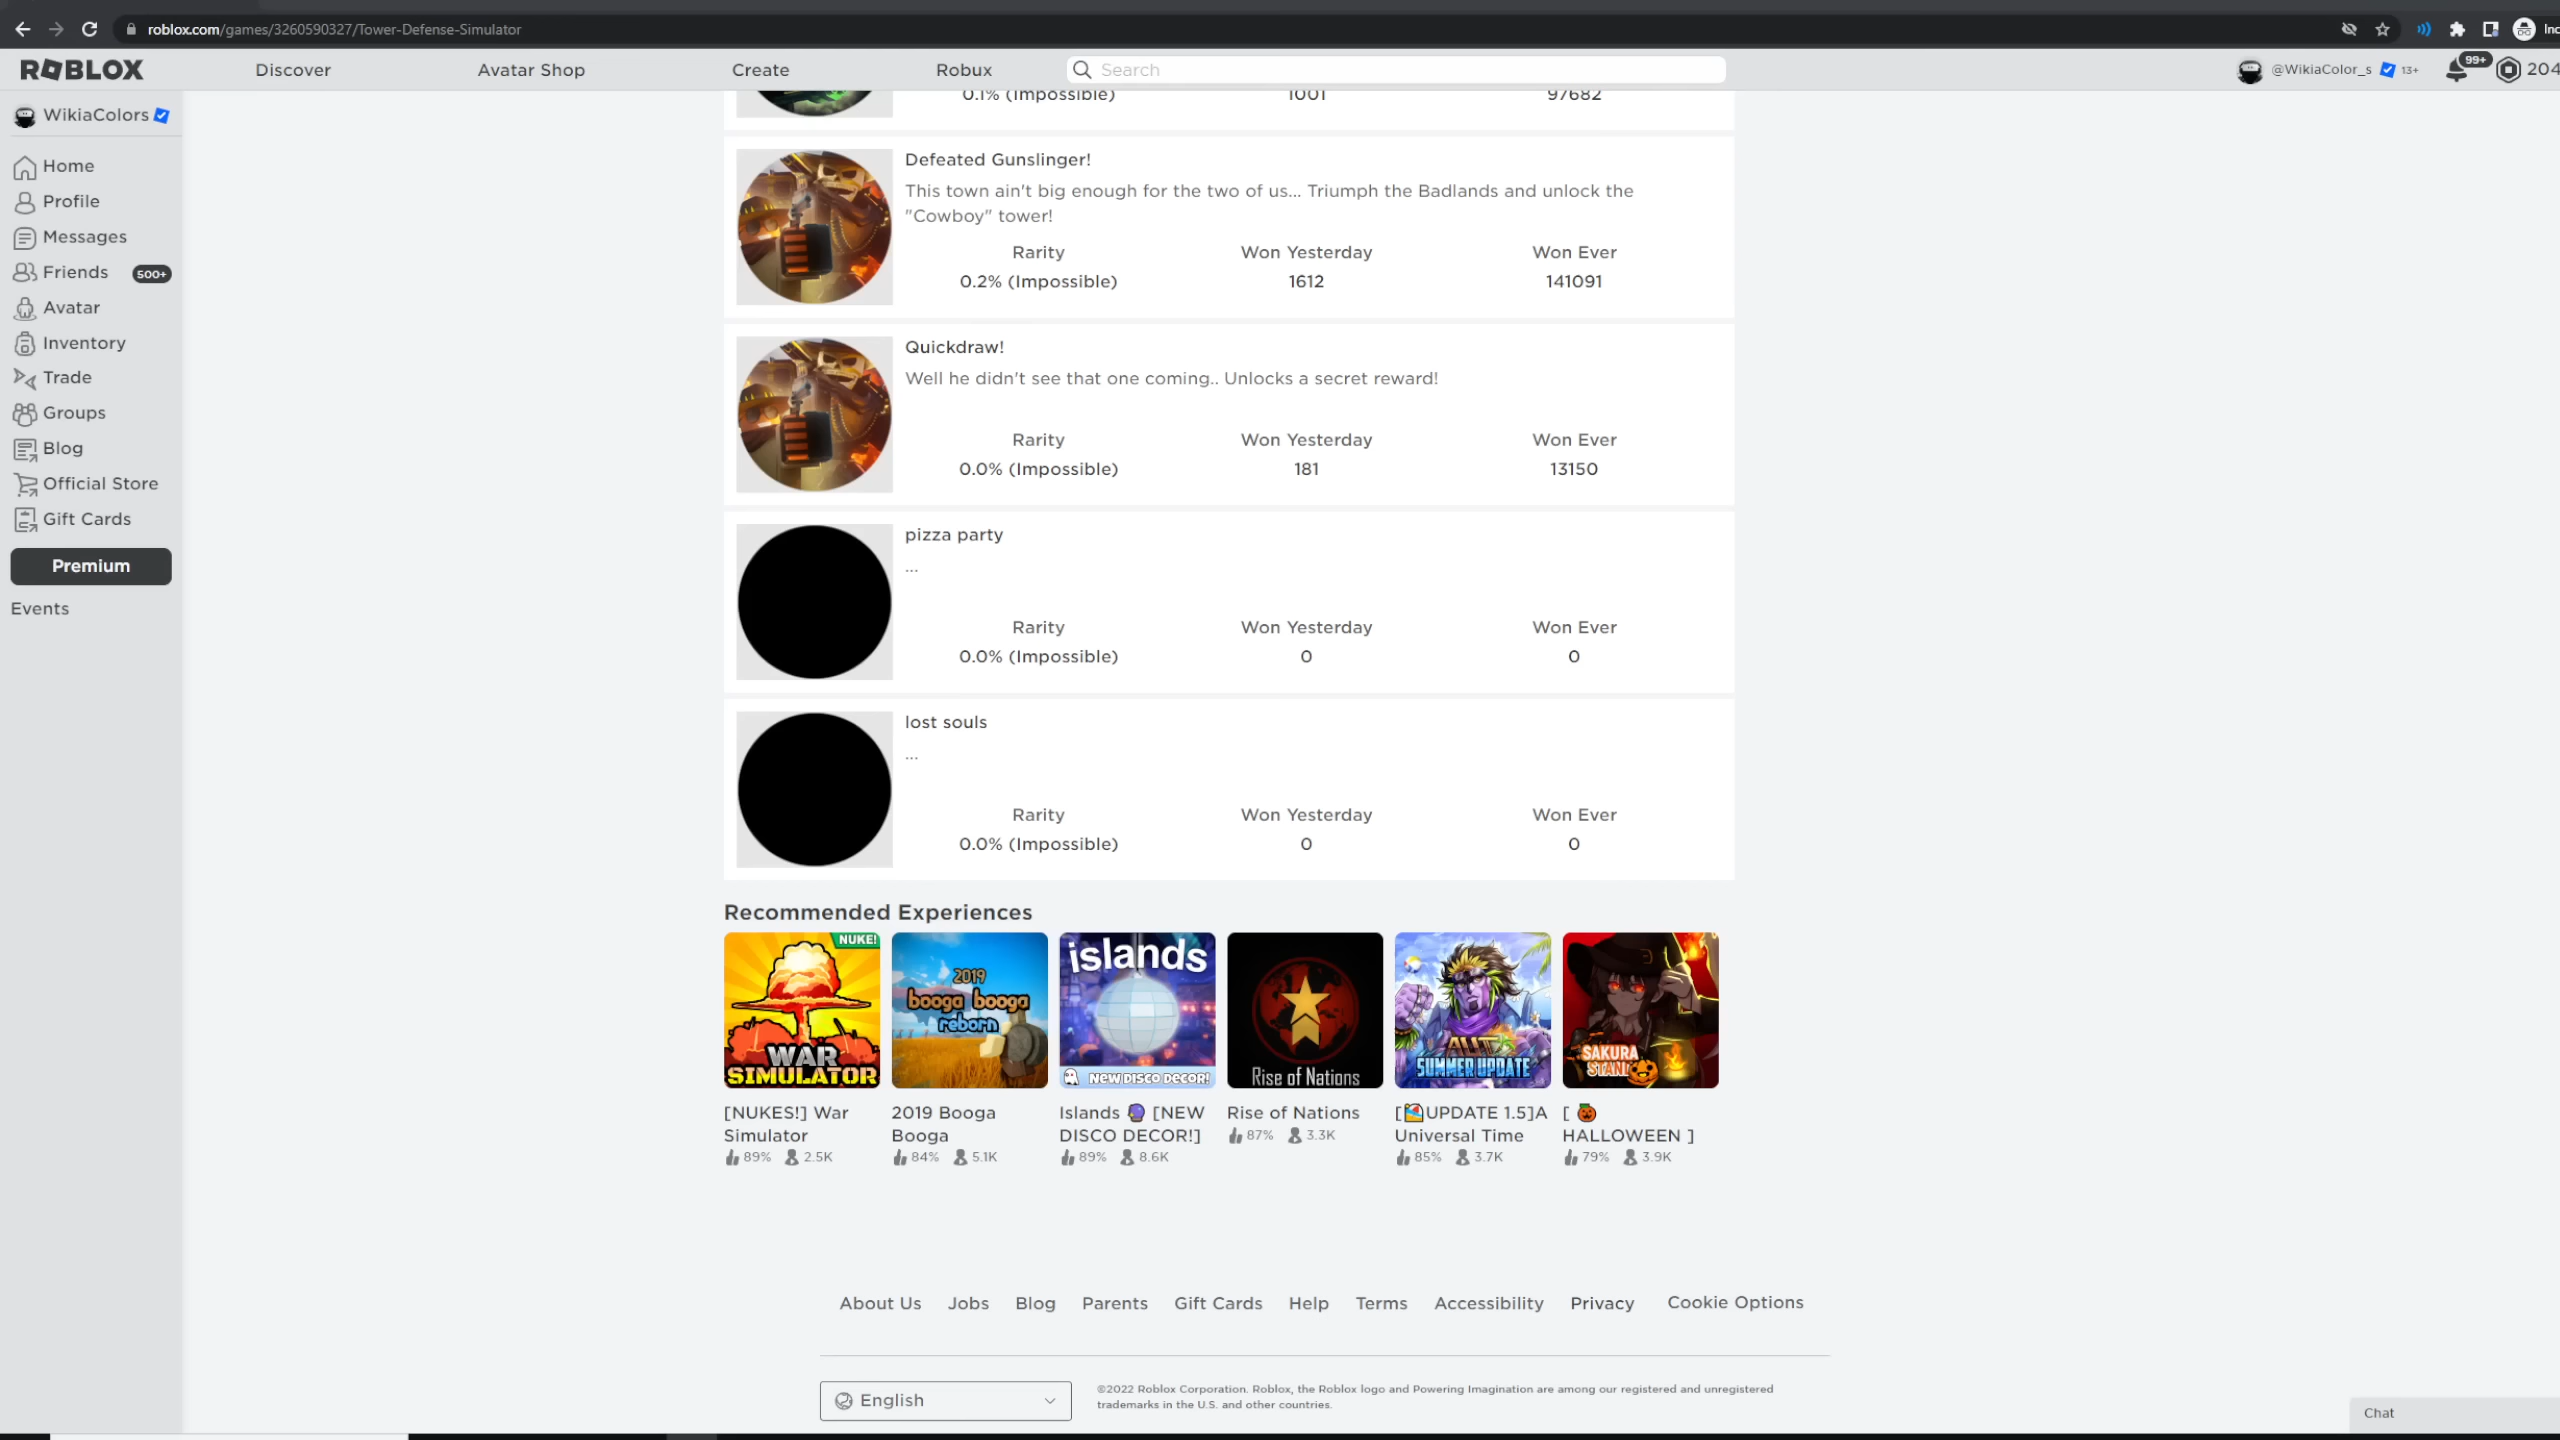 roblox.com/games/3260590327/Tower-Defense-Simulator
Inc
ROBLOX
Discover
Avatar Shop
Create
Robux
Search
@WikiaColor_s
13+
99+
204
WikiaColors
Home
Profile
Messages
Friends
500+
Avatar
Inventory
Trade
Groups
Blog
Official Store
Gift Cards
Premium
Events
0.1% (Impossible)
1001
97682
Defeated Gunslinger!
This town ain't big enough for the two of us... Triumph the Badlands and unlock the
"Cowboy" tower!
Rarity
Won Yesterday
Won Ever
0.2% (Impossible)
1612
141091
Quickdraw!
Well he didn't see that one coming.. Unlocks a secret reward!
Rarity
Won Yesterday
Won Ever
0.0% (Impossible)
181
13150
pizza party
...
Rarity
Won Yesterday
Won Ever
0.0% (Impossible)
0
0
lost souls
...
Rarity
Won Yesterday
Won Ever
0.0% (Impossible)
0
0
Recommended Experiences
NUKE!
WAR
SIMULATOR
[NUKES!] War
Simulator
89%
2.5K
2019
booga booga
reborn
2019 Booga
Booga
84%
5.1K
islands
NEW DISCO DECOR!
Islands 🔮 [NEW
DISCO DECOR!]
89%
8.6K
Rise of Nations
Rise of Nations
87%
3.3K
AUT
SUMMER UPDATE
[🏖️UPDATE 1.5]A
Universal Time
85%
3.7K
SAKURA
STAND
[ 🎃
HALLOWEEN ]
79%
3.9K
About Us
Jobs
Blog
Parents
Gift Cards
Help
Terms
Accessibility
Privacy
Cookie Options
English
©2022 Roblox Corporation. Roblox, the Roblox logo and Powering Imagination are among our registered and unregistered
trademarks in the U.S. and other countries.
Chat